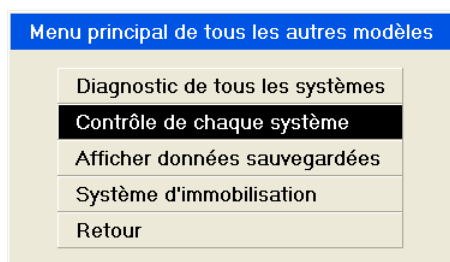 Menu principal de tous les autres modèles
Diagnostic de tous les systèmes
Contrôle de chaque système
Afficher données sauvegardées
Système d'immobilisation
Retour